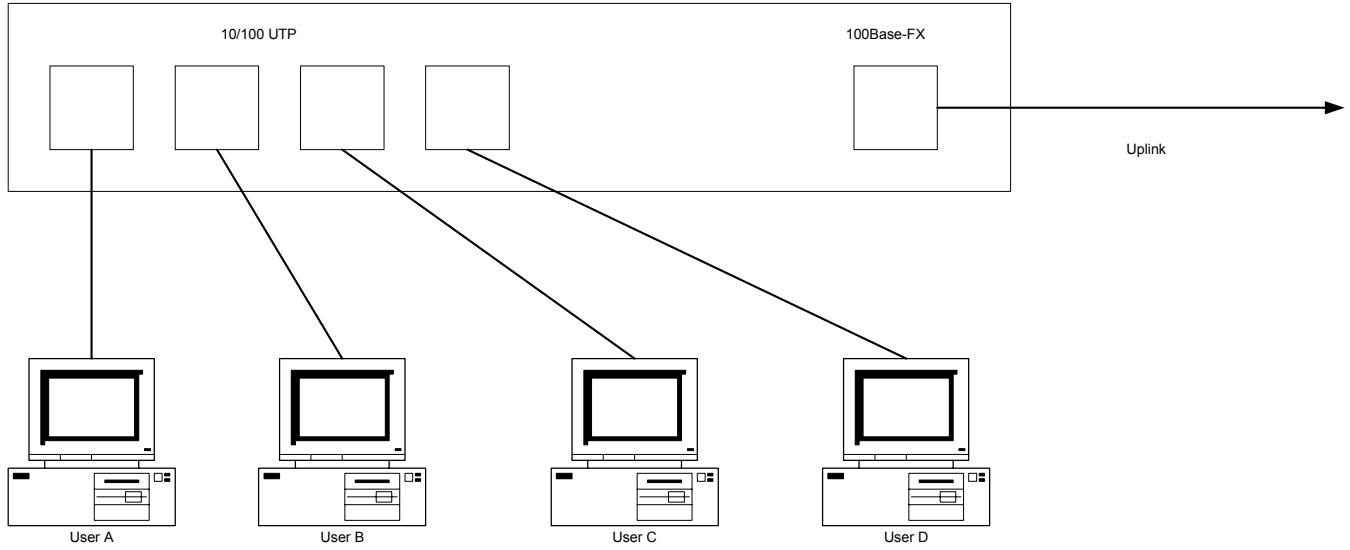 10/100 UTP
100Base-FX
Uplink
User A
User B
User C
User D